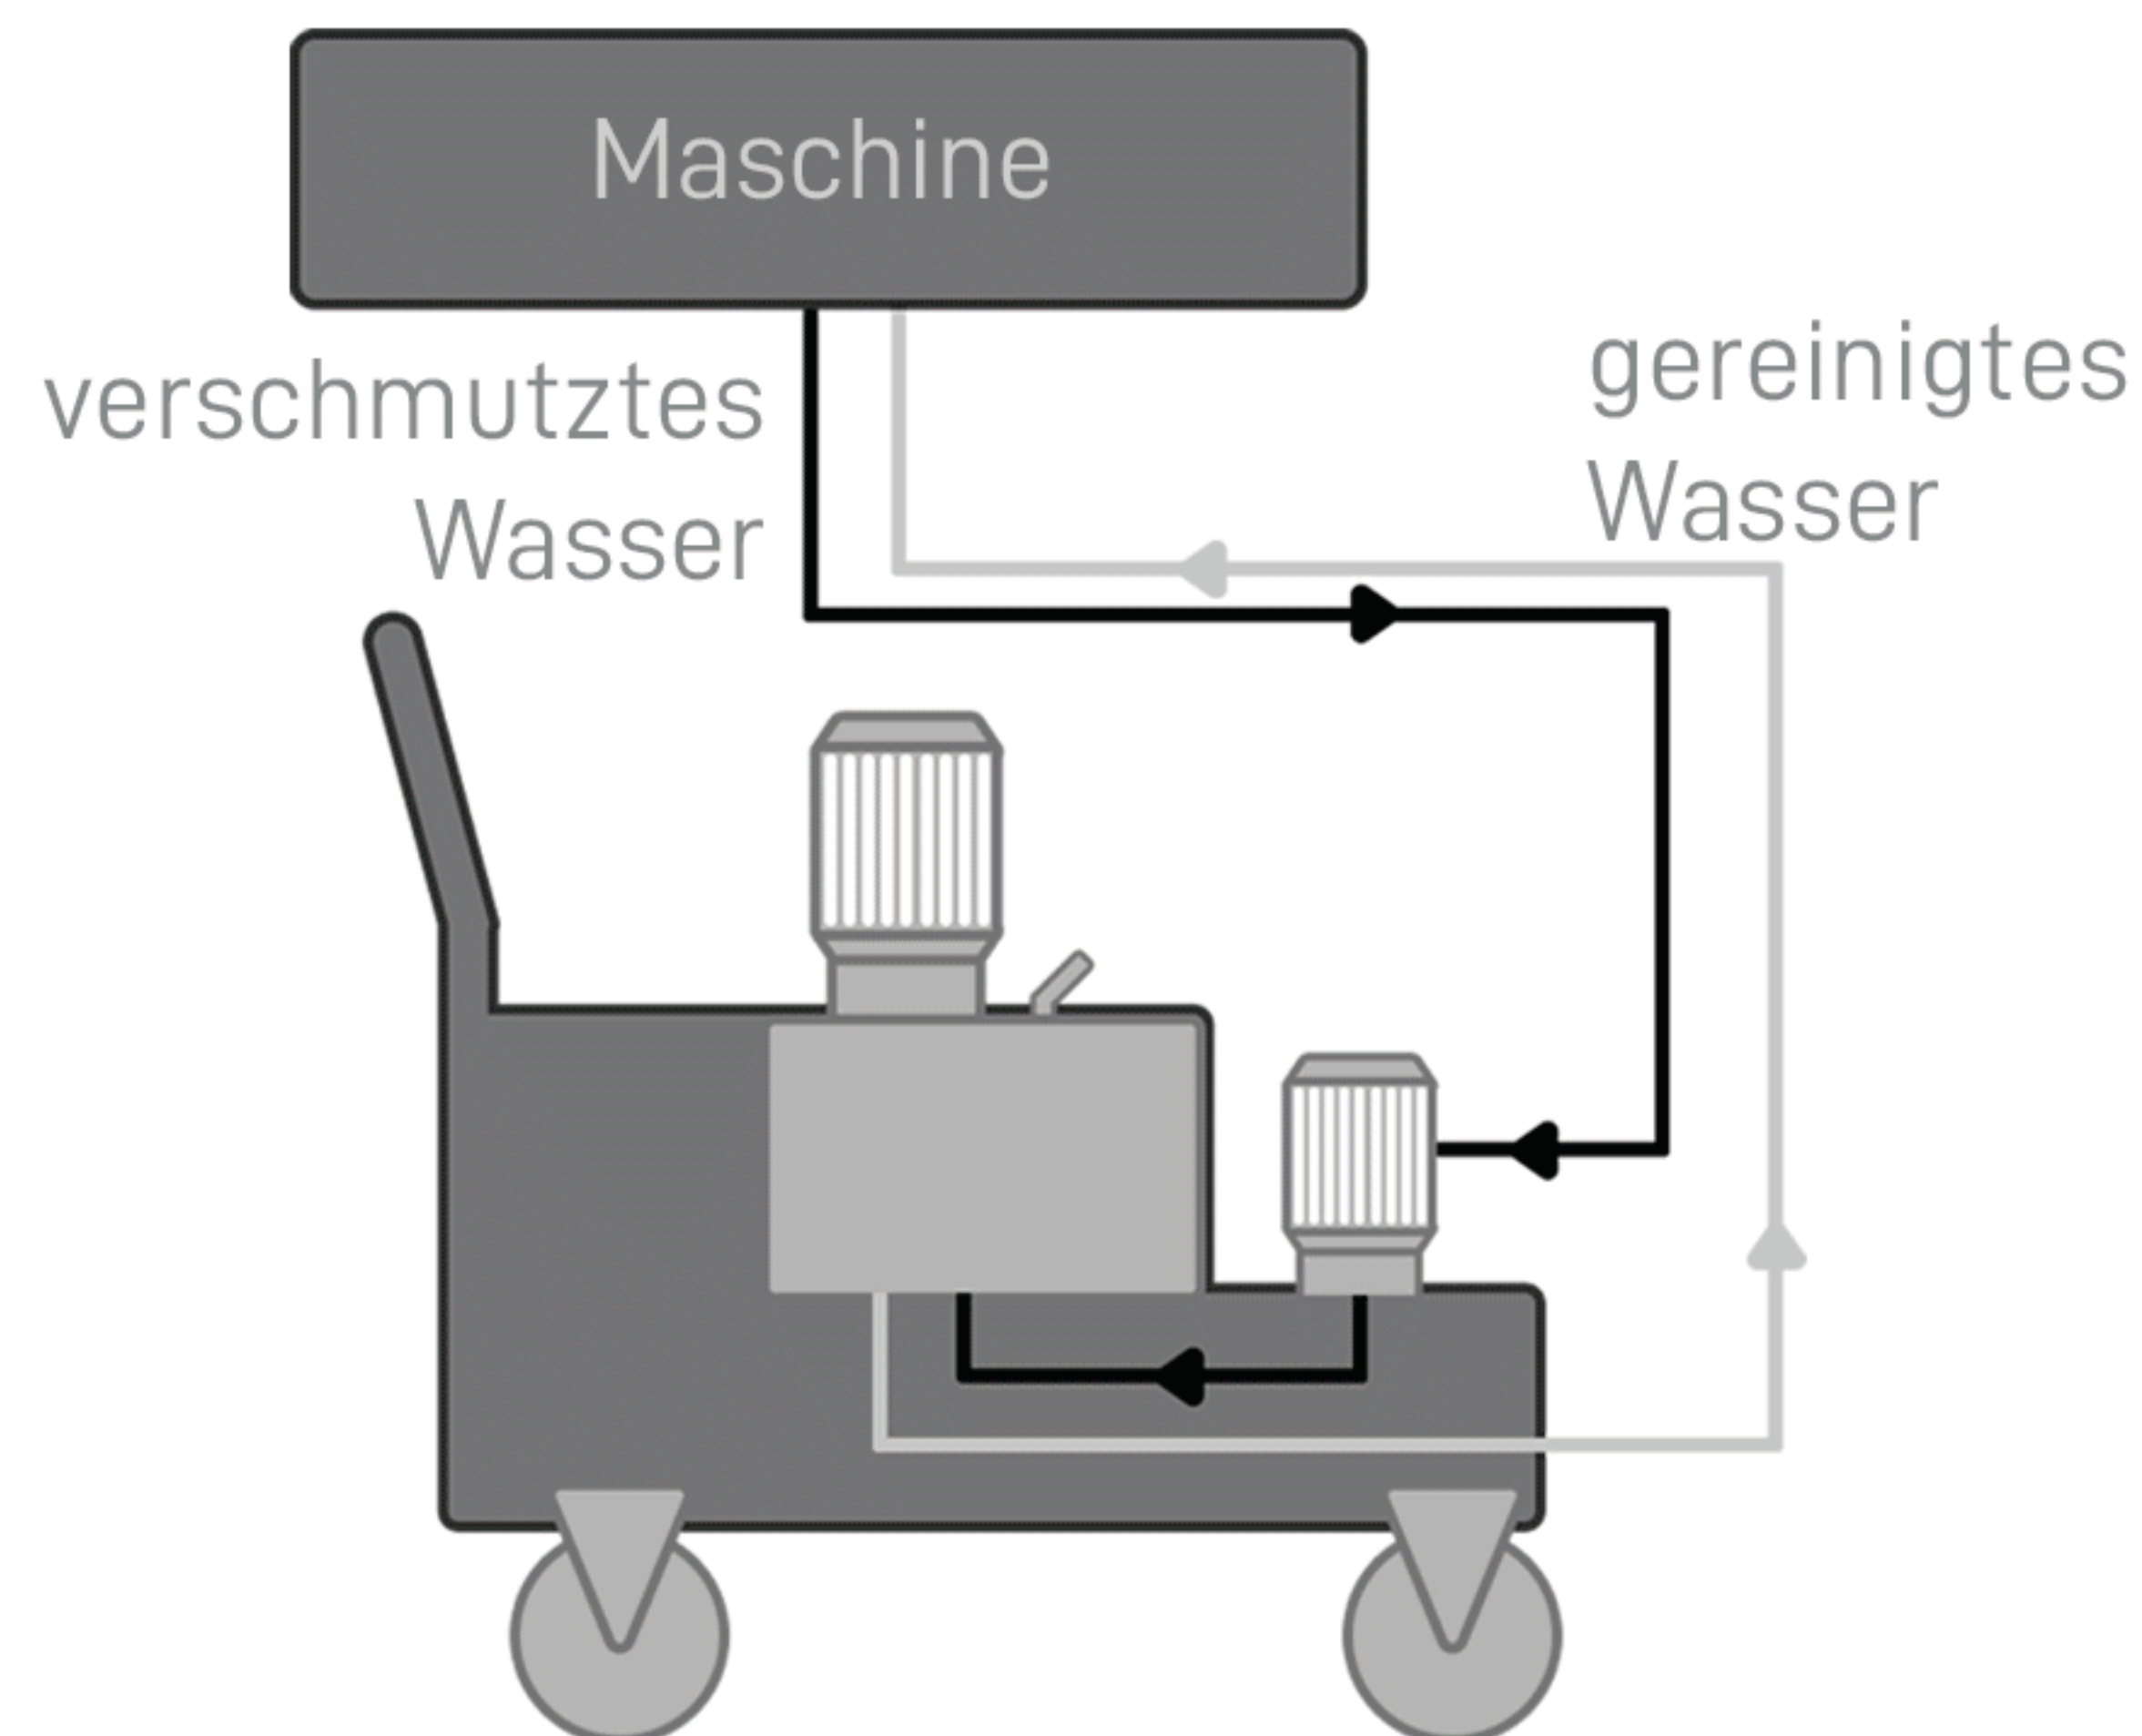 Maschine
verschmutztes
Wasser
gereinigtes
Wasser